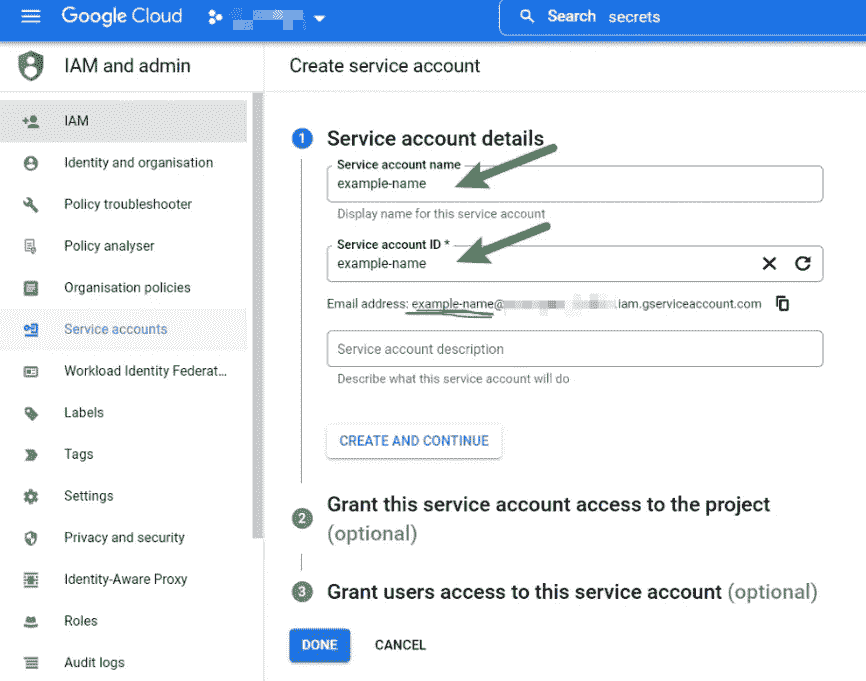 Google Cloud
Search secrets
IAM and admin
Create service account
IAM
Identity and organisation
Policy troubleshooter
Policy analyser
Organisation policies
Service accounts
Workload Identity Federat...
Labels
Tags
Settings
Privacy and security
Identity-Aware Proxy
Roles
Audit logs
1 Service account details
Service account name
example-name
Display name for this service account
Service account ID *
example-name
Email address: example-name@ .iam.gserviceaccount.com
Service account description
Describe what this service account will do
CREATE AND CONTINUE
2 Grant this service account access to the project
(optional)
3 Grant users access to this service account (optional)
DONE CANCEL